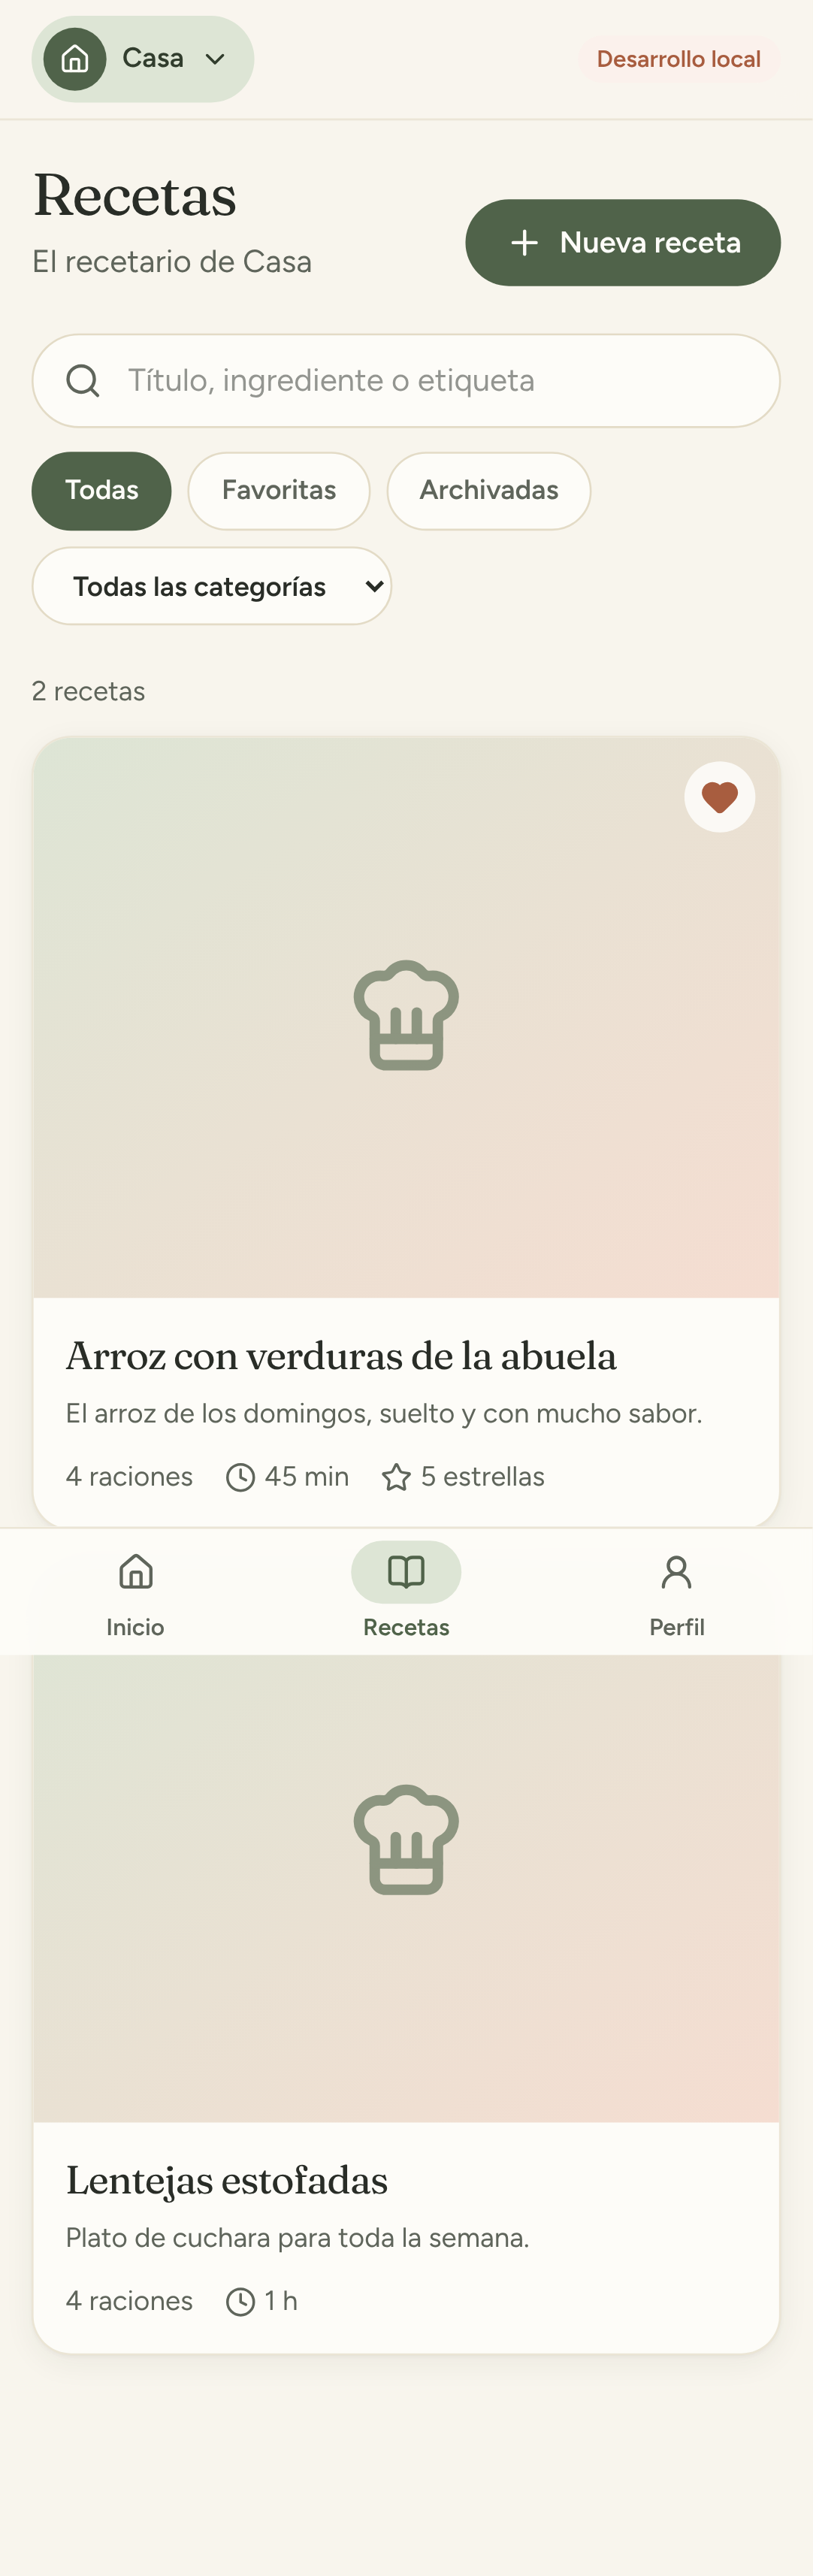 Casa
Desarrollo local
Recetas
El recetario de Casa
Nueva receta
Título, ingrediente o etiqueta
Todas
Favoritas
Archivadas
Todas las categorías
2 recetas
Arroz con verduras de la abuela
El arroz de los domingos, suelto y con mucho sabor.
4 raciones 45 min 5 estrellas
Inicio
Recetas
Perfil
Lentejas estofadas
Plato de cuchara para toda la semana.
4 raciones 1 h